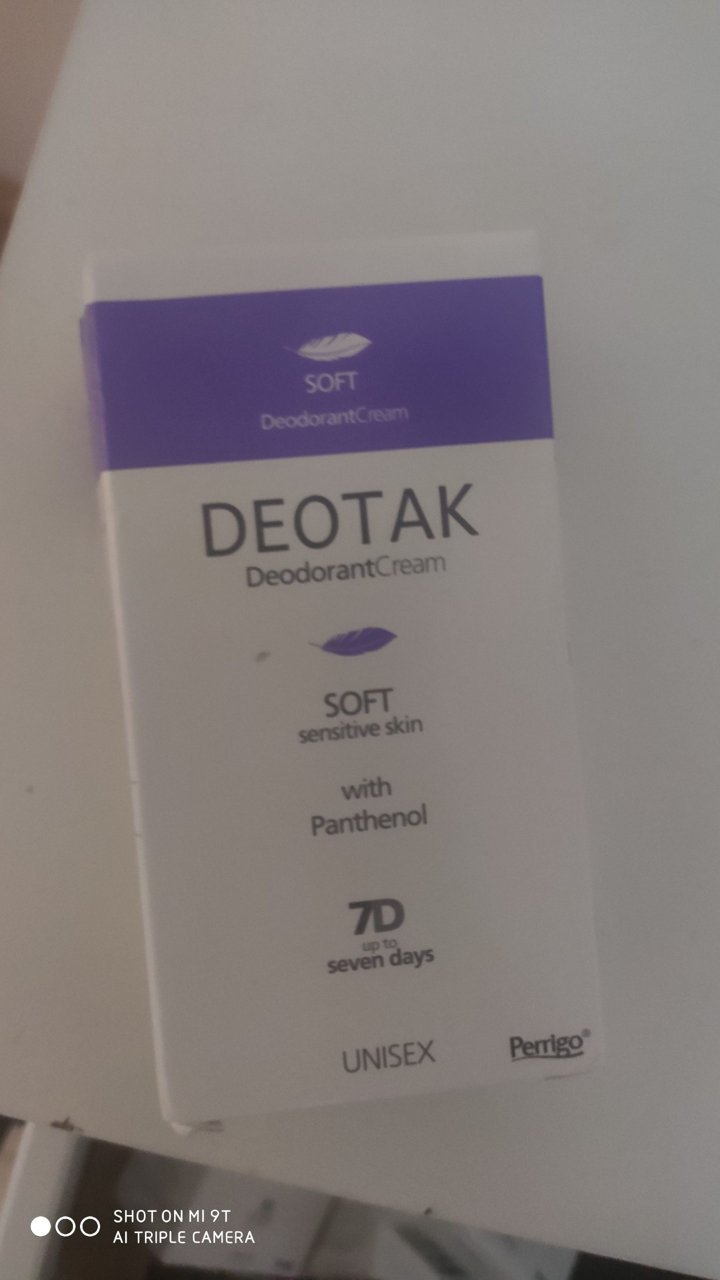 SOFT
DeodorantCream
DEOTAK
DeodorantCream
SOFT
sensitive skin
with
Panthenol
7D
up to
seven days
UNISEX
Perrigo®
SHOT ON MI 9T
AI TRIPLE CAMERA